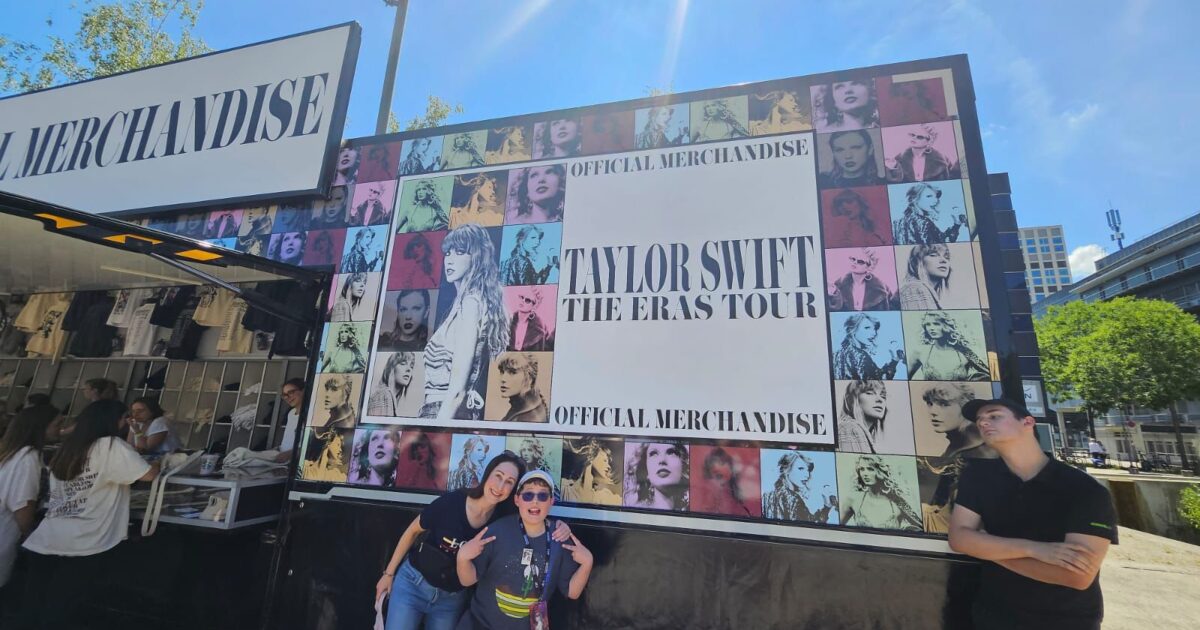 L MERCHANDISE
OFFICIAL MERCHANDISE
TAYLOR SWIFT
THE ERAS TOUR
OFFICIAL MERCHANDISE